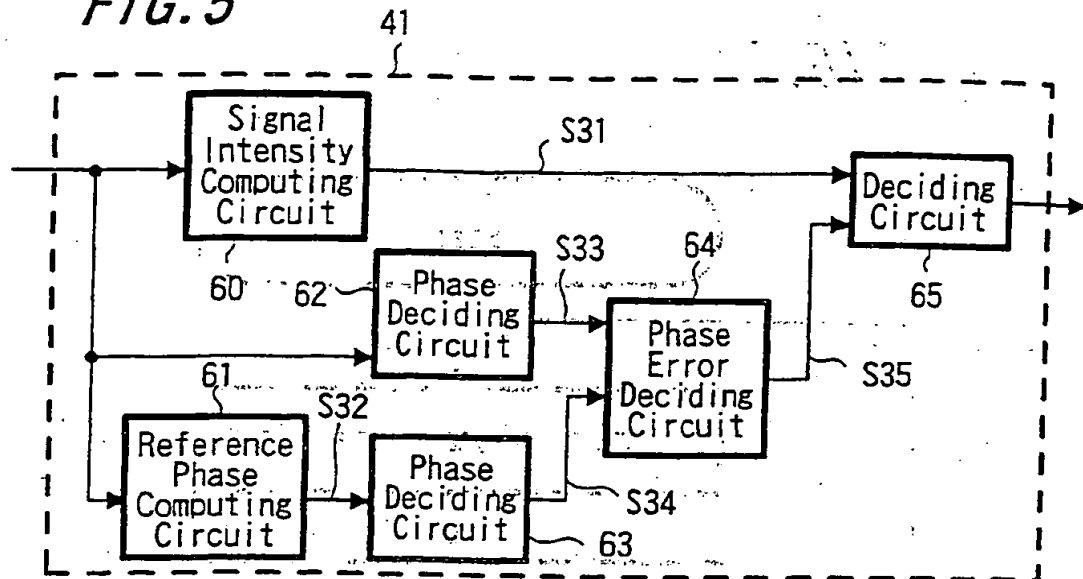 FIG. 5
41
Signal
Intensity
Computing
Circuit
60
S31
Deciding
Circuit
65
62
Phase
Deciding
Circuit
S33
64
Phase
Error
Deciding
Circuit
S35
61
Reference
Phase
Computing
Circuit
S32
Phase
Deciding
Circuit
63
S34